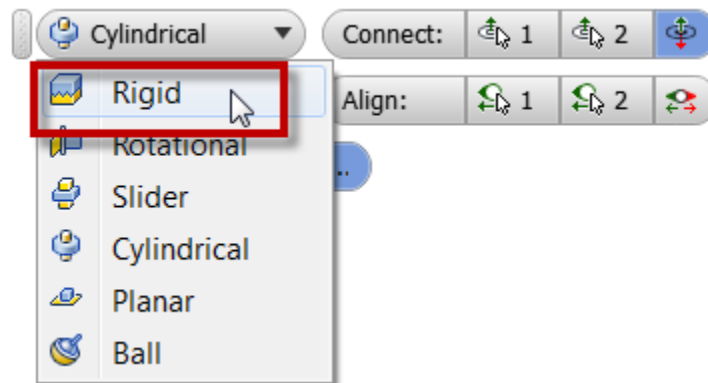 Cylindrical Connect: 1 2
Rigid Align: 1 2
Rotational ..
Slider
Cylindrical
Planar
Ball